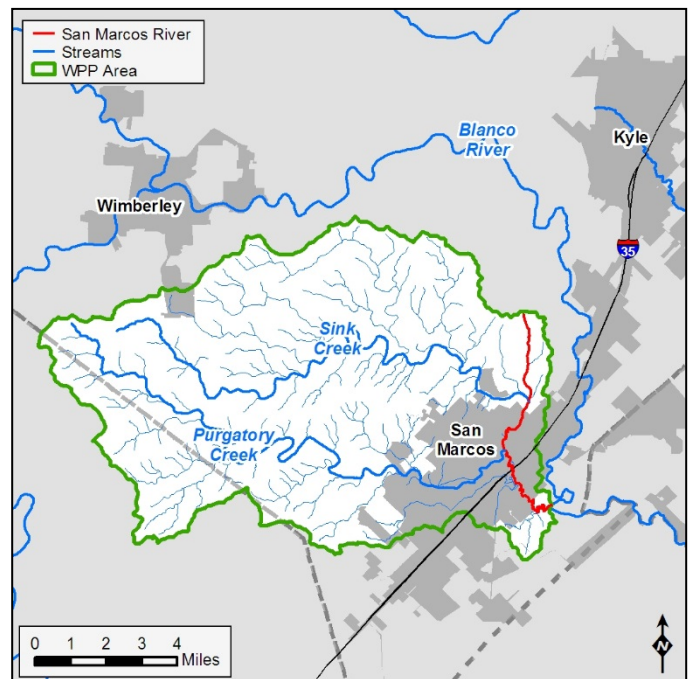 San Marcos River
Streams
WPP Area
Blanco
River
Kyle
Wimberley
35
Sink
Creek
Purgatory
Creek
San
Marcos
0 1 2 3 4
Miles
N